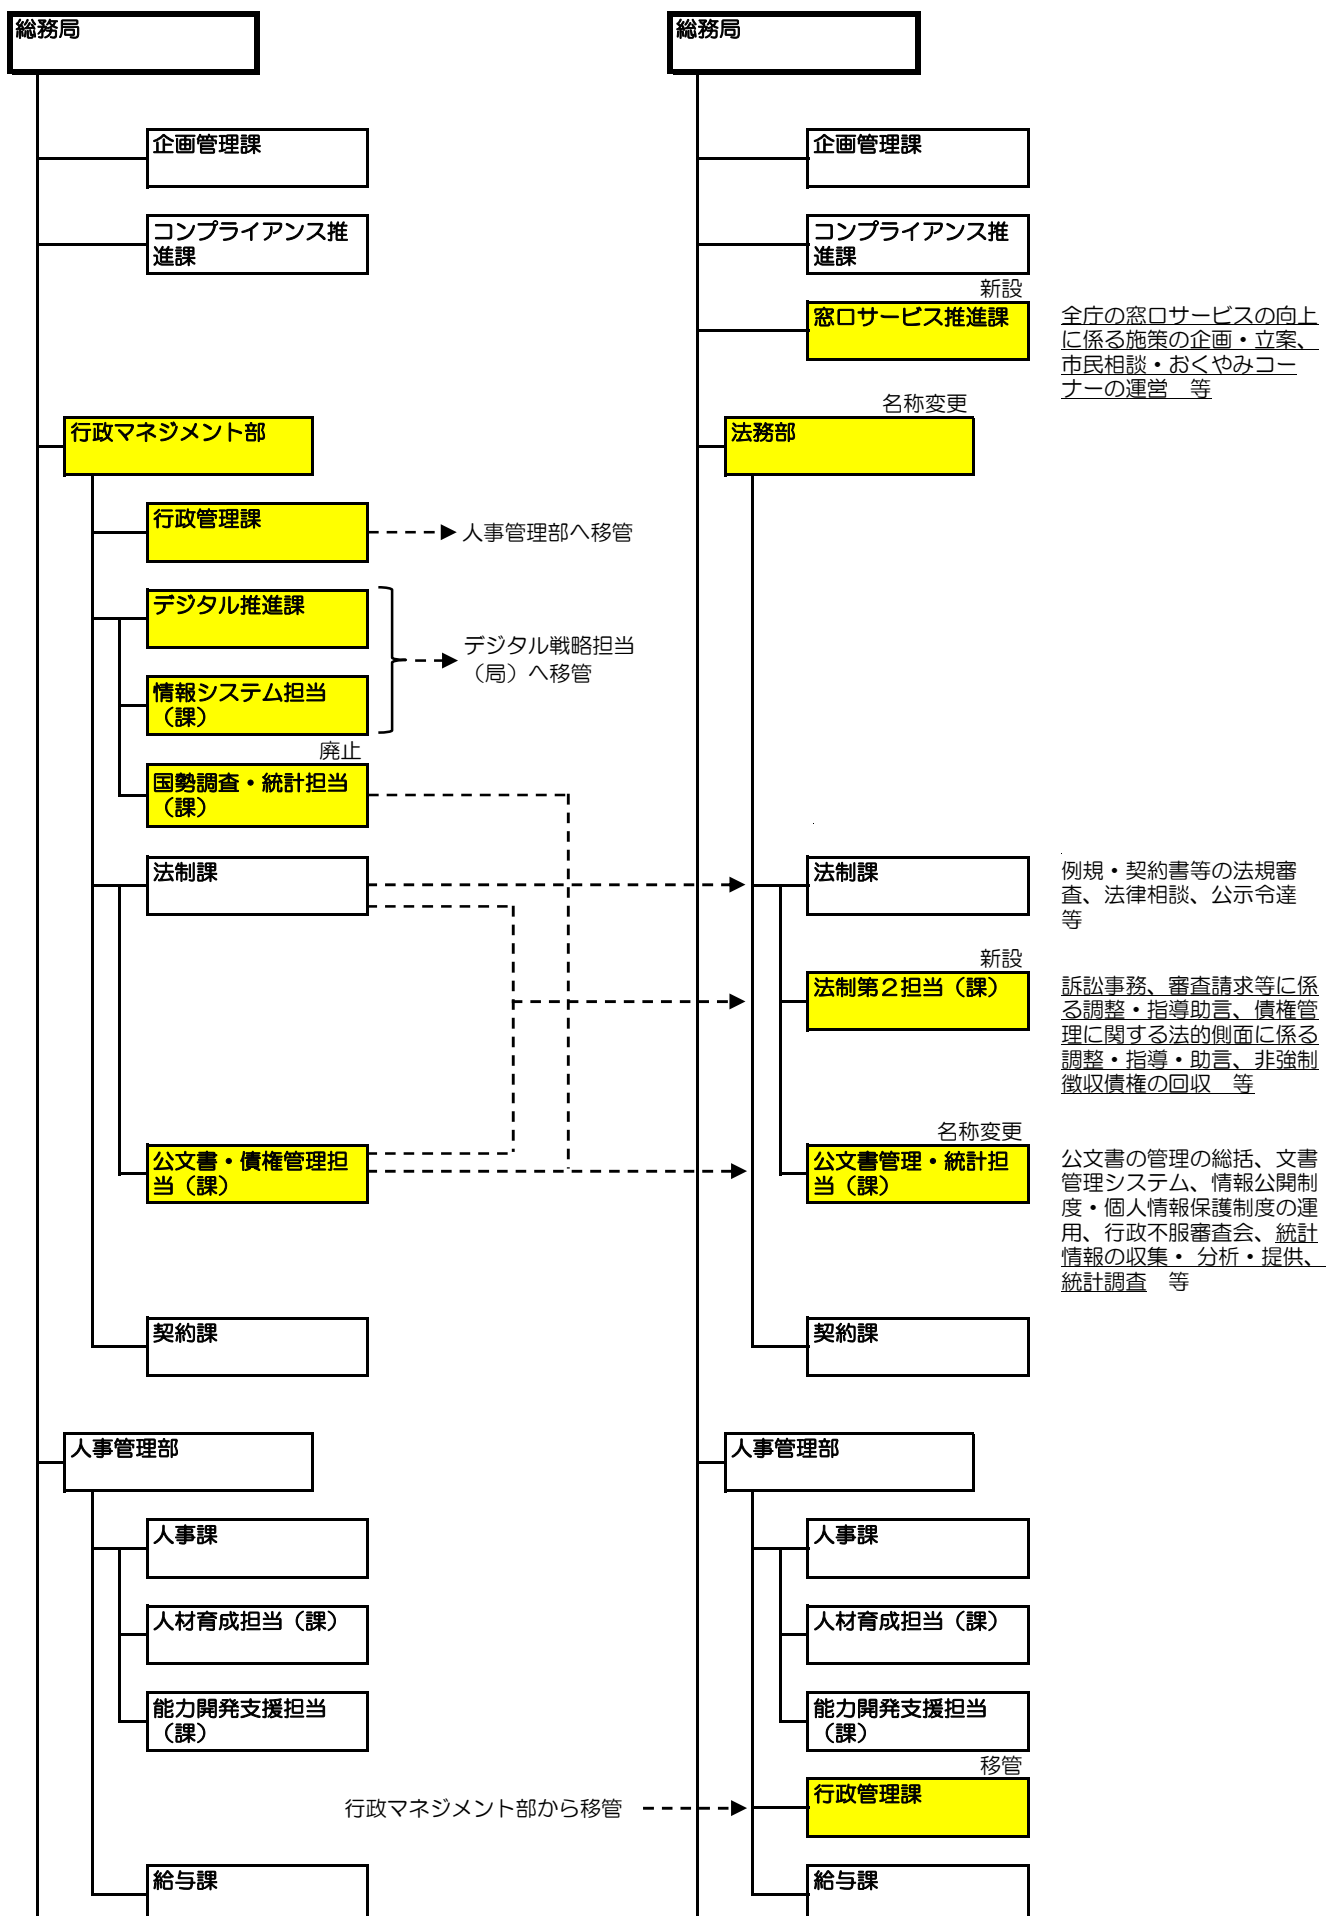 総務局
総務局
企画管理課
企画管理課
コンプライアンス推
進課
コンプライアンス推
進課
新設
窓口サービス推進課
全庁の窓口サービスの向上
に係る施策の企画・立案、
市民相談・おくやみコー
ナーの運営　等
名称変更
行政マネジメント部
法務部
行政管理課
人事管理部へ移管
デジタル推進課
デジタル戦略担当
（局）へ移管
情報システム担当
（課）
廃止
国勢調査・統計担当
（課）
法制課
法制課
例規・契約書等の法規審
査、法律相談、公示令達
等
新設
法制第２担当（課）
訴訟事務、審査請求等に係
る調整・指導助言、債権管
理に関する法的側面に係る
調整・指導・助言、非強制
徴収債権の回収　等
名称変更
公文書・債権管理担
当（課）
公文書管理・統計担
当（課）
公文書の管理の総括、文書
管理システム、情報公開制
度・個人情報保護制度の運
用、行政不服審査会、統計
情報の収集・ 分析・提供、
統計調査　等
契約課
契約課
人事管理部
人事管理部
人事課
人事課
人材育成担当（課）
人材育成担当（課）
能力開発支援担当
（課）
能力開発支援担当
（課）
移管
行政マネジメント部から移管
行政管理課
給与課
給与課